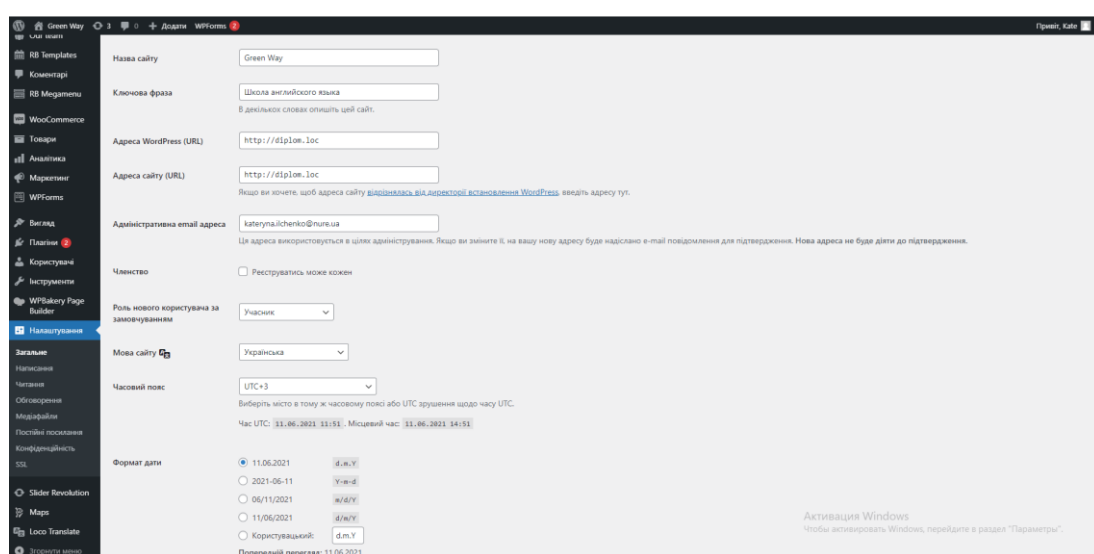 Green Way 3 0 + Додати WPForms 2 Привіт, Kate
Our team
RB Templates
Коментарі
RB Megamenu
WooCommerce
Товари
Аналітика
Маркетинг
WPForms
Вигляд
Плагіни 2
Користувачі
Інструменти
WPBakery Page
Builder
Налаштування
Загальне
Написання
Читання
Обговорення
Медіафайли
Постійні посилання
Конфіденційність
SSL
Slider Revolution
Maps
Loco Translate
Згорнути меню
Назва сайту Green Way
Ключова фраза Школа английского языка
В декількох словах опишіть цей сайт.
Адреса WordPress (URL) http://diplom.loc
Адреса сайту (URL) http://diplom.loc
Якщо ви хочете, щоб адреса сайту відрізнялась від директорії встановлення WordPress, введіть адресу тут.
Адміністративна email адреса kateryna.ilchenko@nure.ua
Ця адреса використовується в цілях адміністрування. Якщо ви зміните її, на вашу нову адресу буде надіслано e-mail повідомлення для підтвердження. Нова адреса не буде діяти до підтвердження.
Членство Реєструватись може кожен
Роль нового користувача за
замовчуванням Учасник
Мова сайту Українська
Часовий пояс UTC+3
Виберіть місто в тому ж часовому поясі або UTC зрушення щодо часу UTC.
Час UTC: 11.06.2021 11:51 . Місцевий час: 11.06.2021 14:51
Формат дати 11.06.2021 d.m.Y
2021-06-11 Y-m-d
06/11/2021 m/d/Y
11/06/2021 d/m/Y
Користувацький: d.m.Y
Попередній перегляд: 11.06.2021
Активация Windows
Чтобы активировать Windows, перейдите в раздел "Параметры".